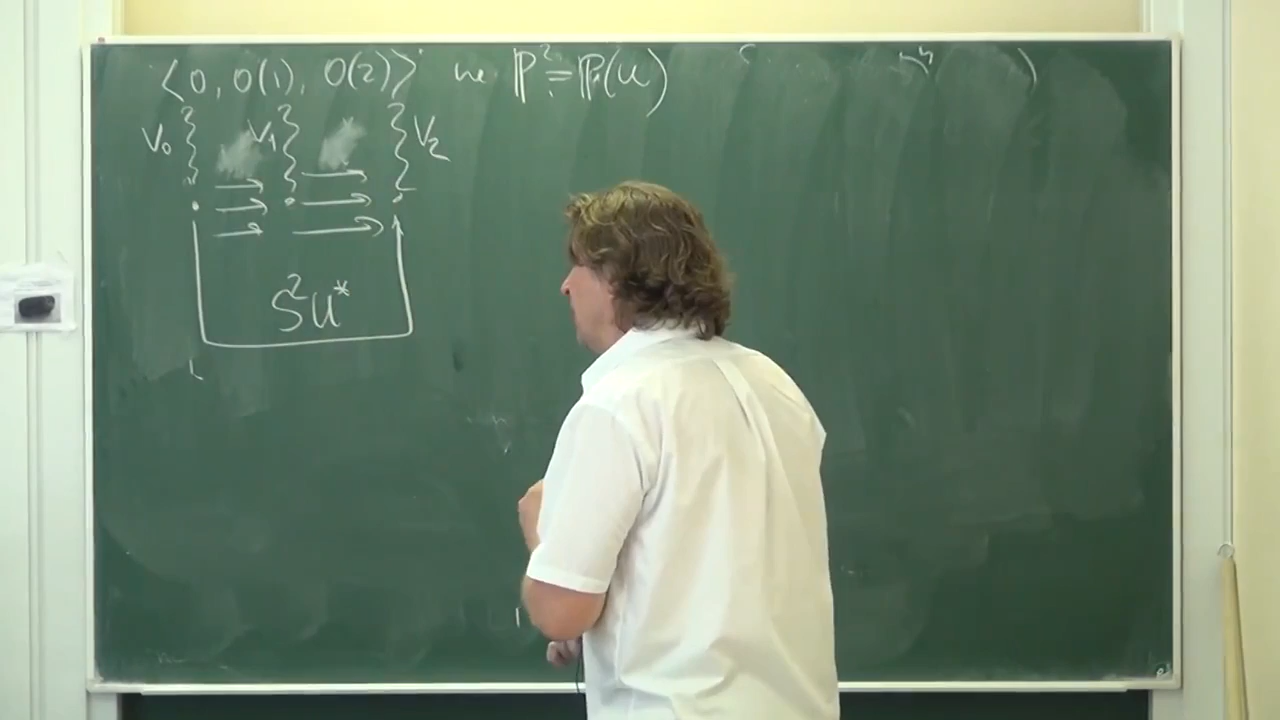 ⟨O, O(1), O(2)⟩ на ℙ² = ℙ(U)
V₀ V₁ V₂
S²U*